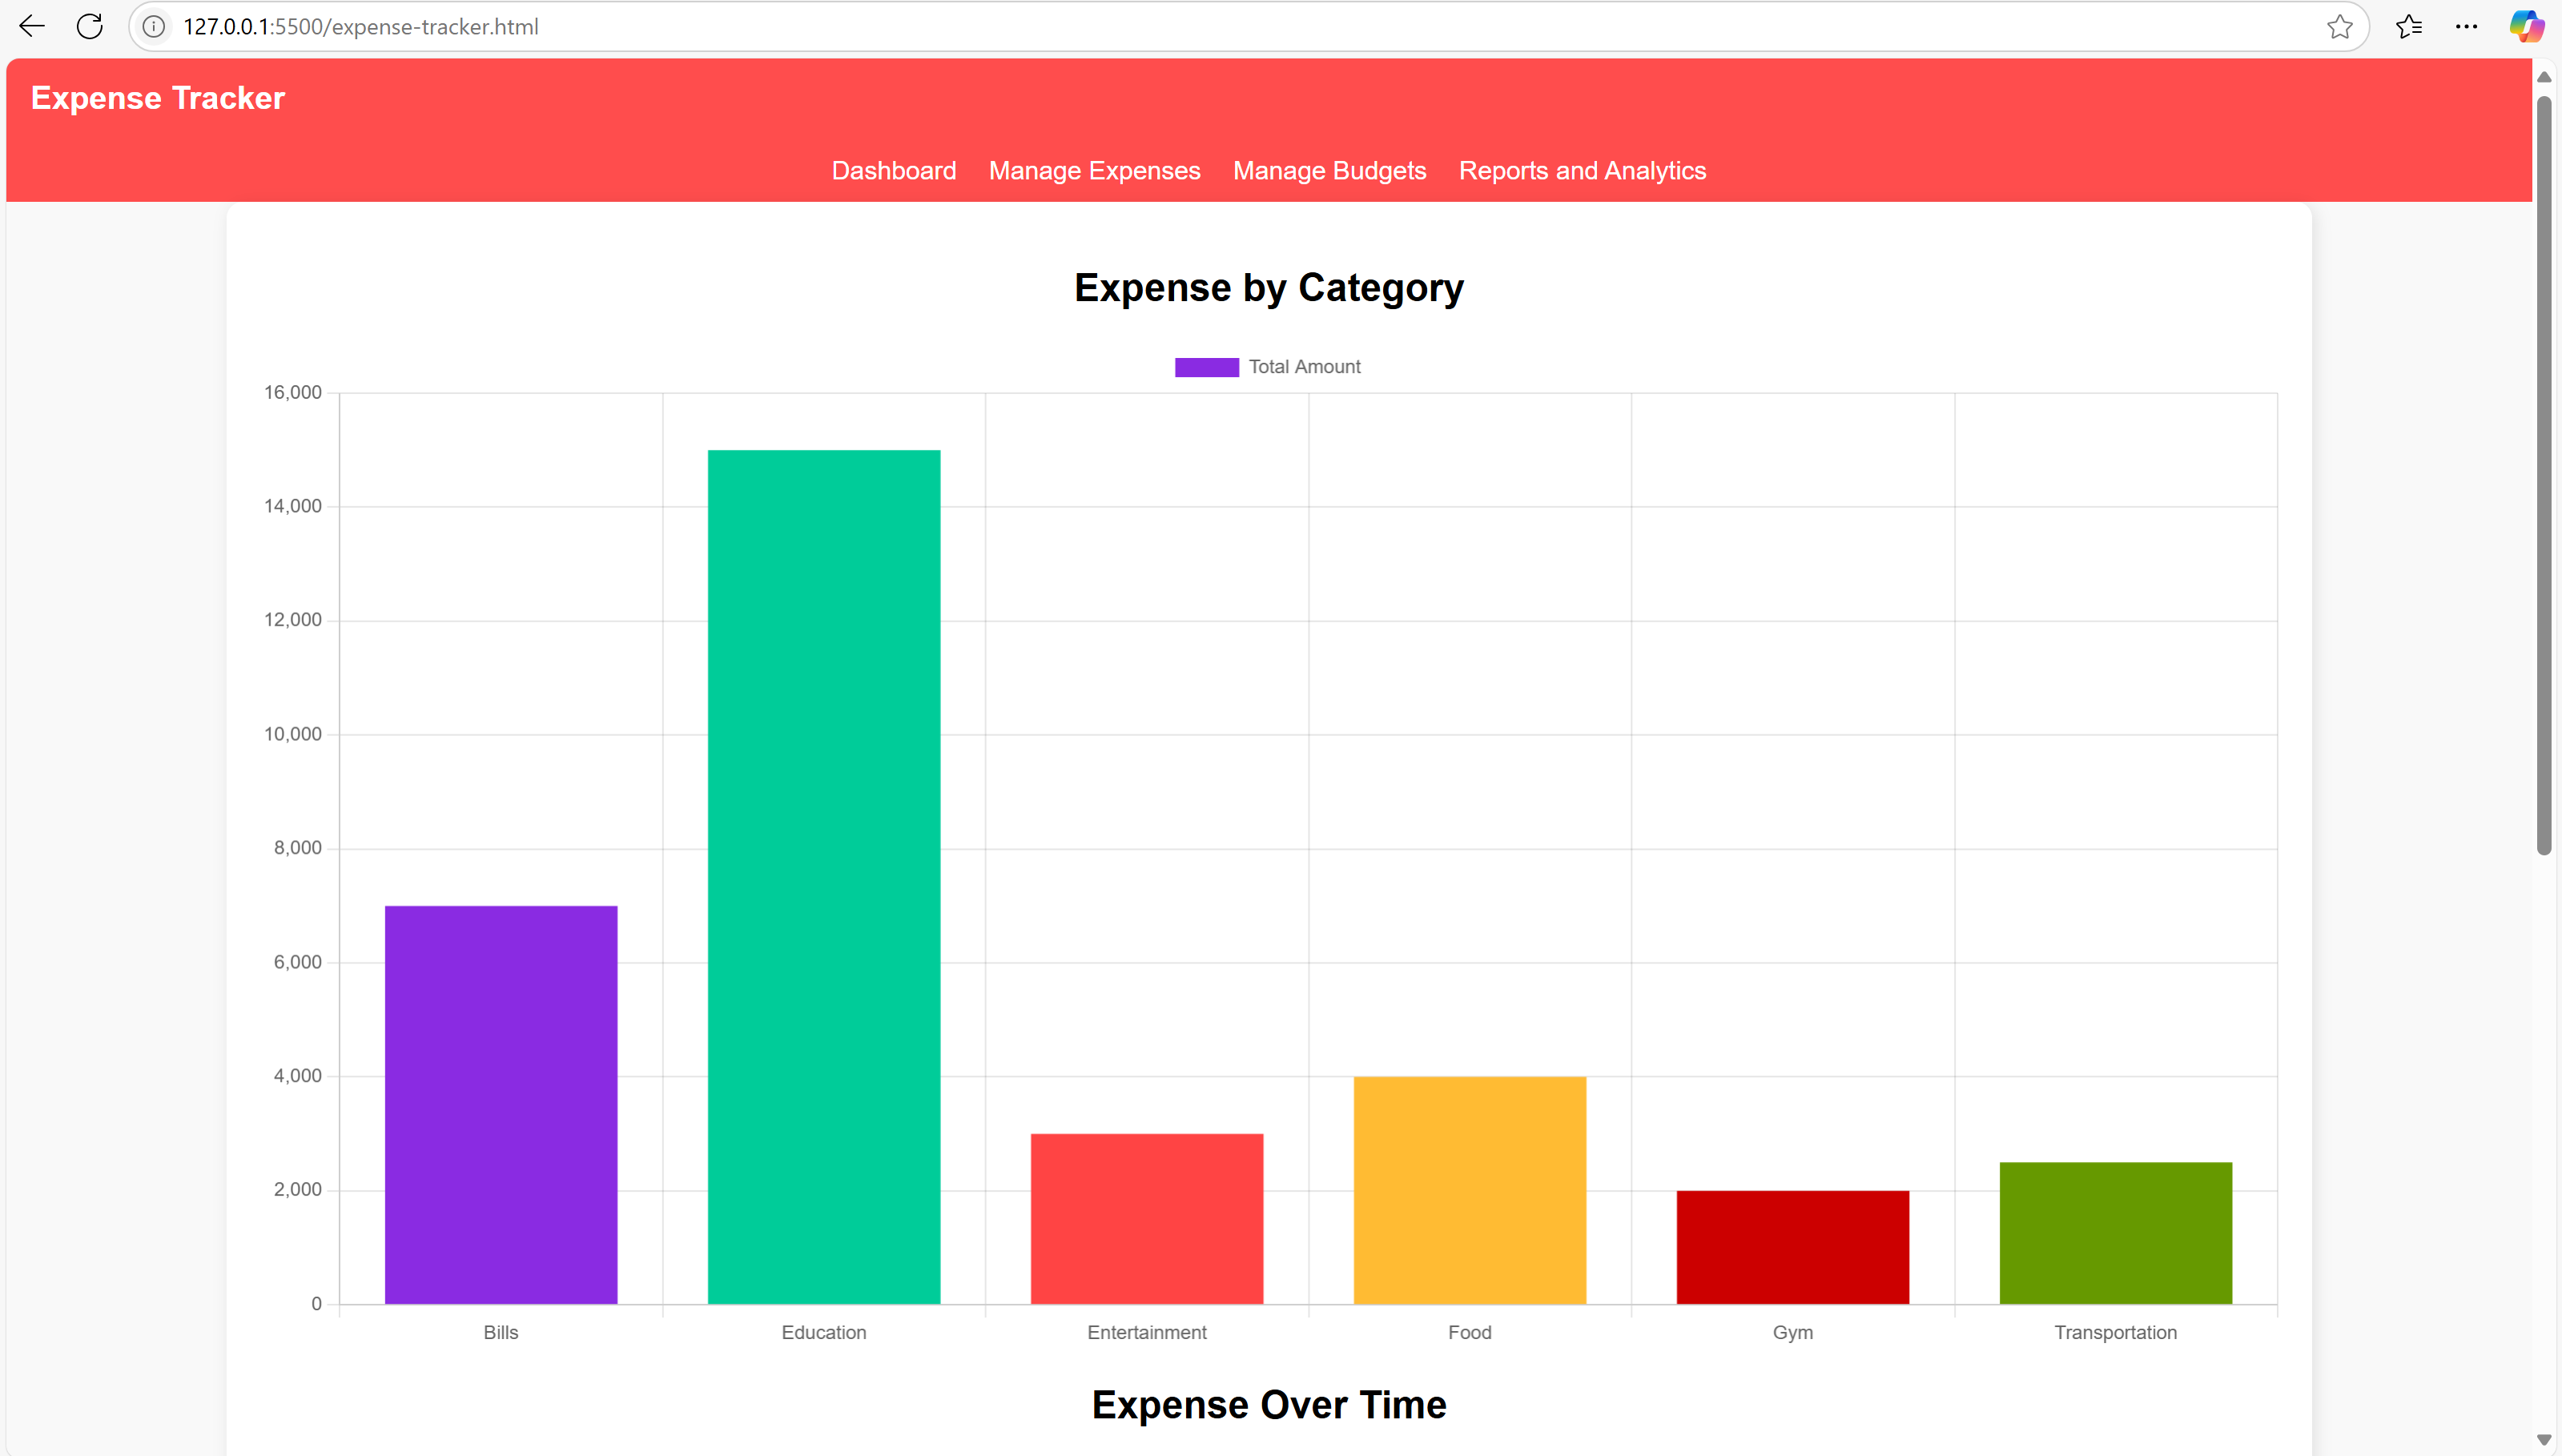 127.0.0.1:5500/expense-tracker.html
Expense Tracker
Dashboard Manage Expenses Manage Budgets Reports and Analytics
Expense by Category
Total Amount
16,000
14,000
12,000
10,000
8,000
6,000
4,000
2,000
0
Bills Education Entertainment Food Gym Transportation
Expense Over Time